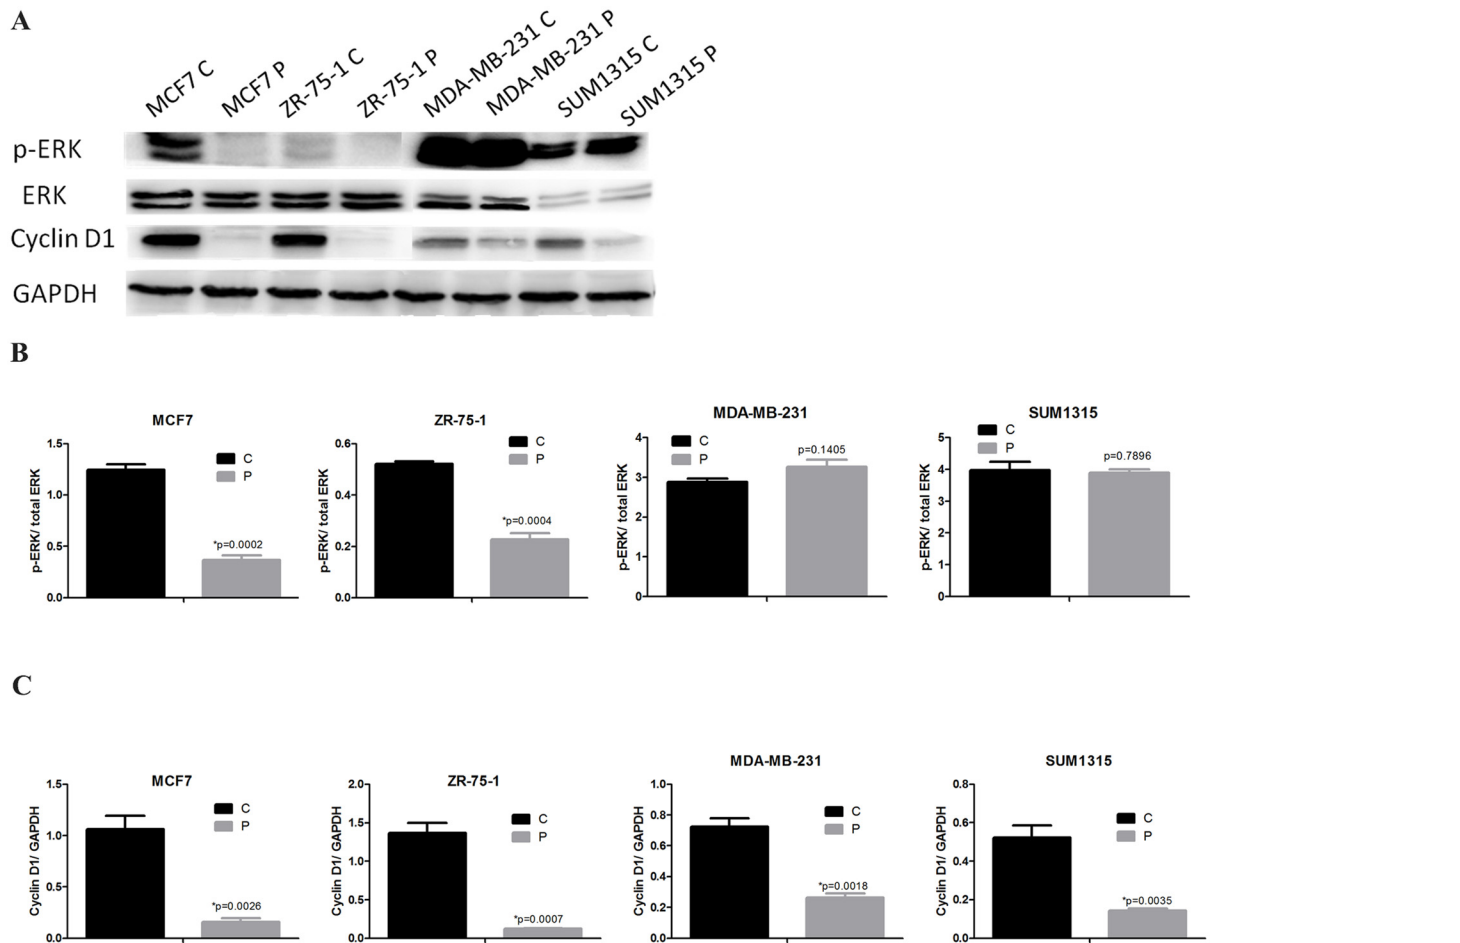 A
MCF7 C
MCF7 P
ZR-75-1 C
ZR-75-1 P
MDA-MB-231 C
MDA-MB-231 P
SUM1315 C
SUM1315 P
p-ERK
ERK
Cyclin D1
GAPDH
B
MCF7
p-ERK/ total ERK
1.5
1.0
0.5
0.0
C
P
*p=0.0002
ZR-75-1
p-ERK/ total ERK
0.6
0.4
0.2
0.0
C
P
*p=0.0004
MDA-MB-231
p-ERK/ total ERK
4
3
2
1
0
C
P
p=0.1405
SUM1315
p-ERK/ total ERK
5
4
3
2
1
0
C
P
p=0.7896
C
MCF7
Cyclin D1/ GAPDH
1.5
1.0
0.5
0.0
C
P
*p=0.0026
ZR-75-1
Cyclin D1/ GAPDH
2.0
1.5
1.0
0.5
0.0
C
P
*p=0.0007
MDA-MB-231
Cyclin D1/ GAPDH
1.0
0.8
0.6
0.4
0.2
0.0
C
P
*p=0.0018
SUM1315
Cyclin D1/ GAPDH
0.8
0.6
0.4
0.2
0.0
C
P
*p=0.0035